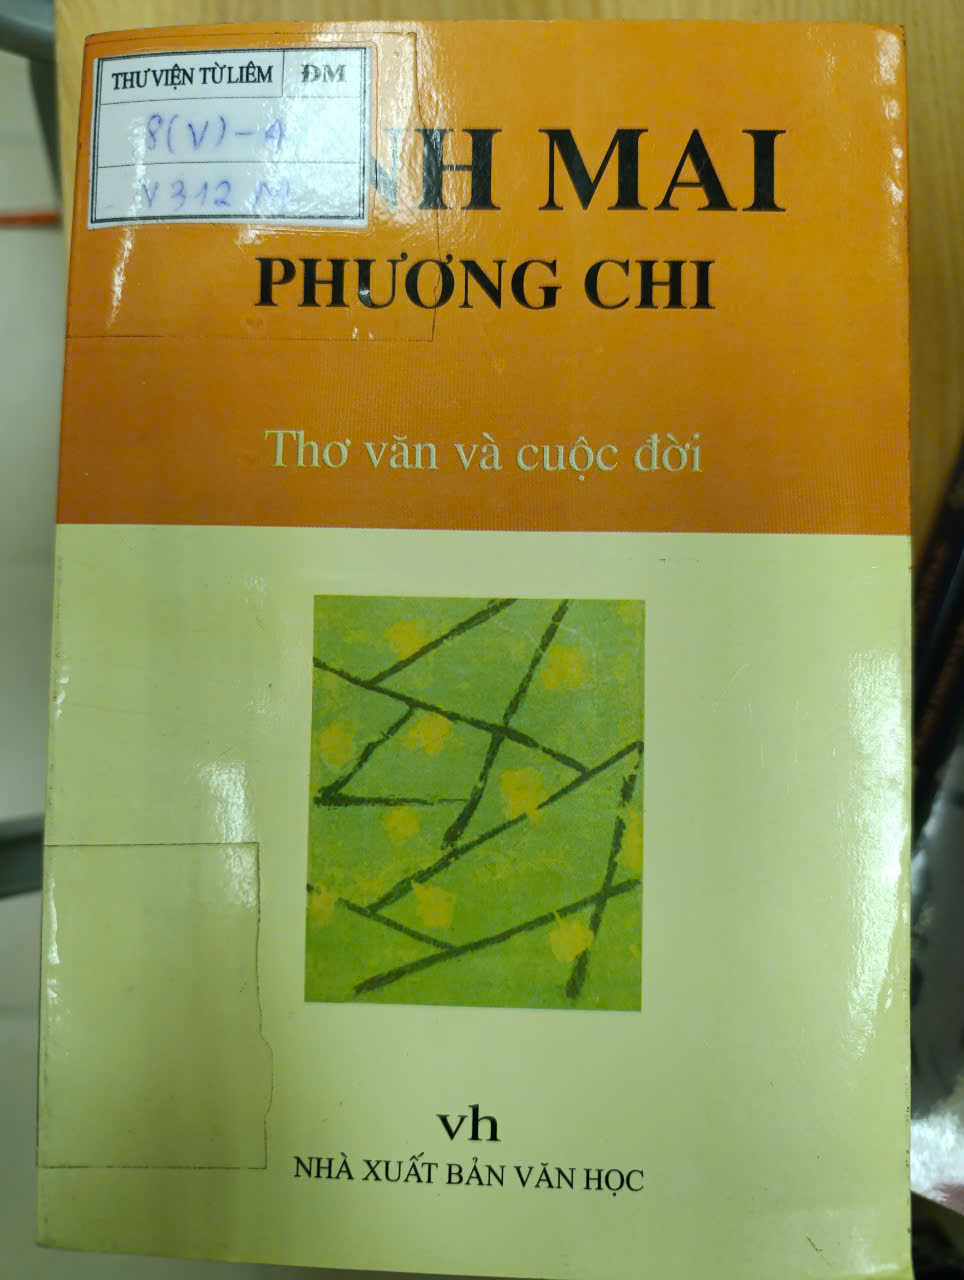 THƯ VIỆN TỪ LIÊM ĐM
8(V)-4
V312
NH MAI
PHƯƠNG CHI
Thơ văn và cuộc đời
vh
NHÀ XUẤT BẢN VĂN HỌC